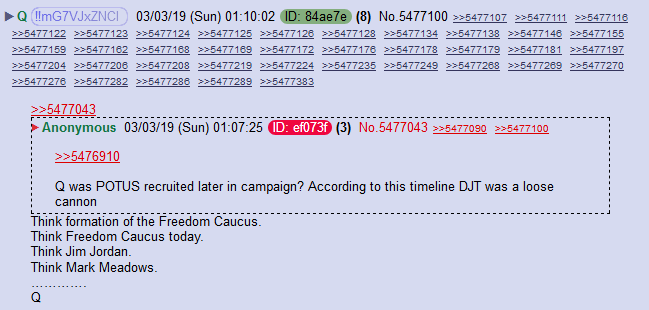 Q !!mG7VJxZNCI 03/03/19 (Sun) 01:10:02 ID: 84ae7e (8) No.5477100 >>5477107 >>5477111 >>5477116
>>5477122 >>5477123 >>5477124 >>5477125 >>5477126 >>5477128 >>5477134 >>5477138 >>5477146 >>5477155
>>5477159 >>5477162 >>5477168 >>5477169 >>5477172 >>5477176 >>5477178 >>5477179 >>5477181 >>5477197
>>5477204 >>5477206 >>5477208 >>5477219 >>5477224 >>5477235 >>5477249 >>5477268 >>5477269 >>5477270
>>5477276 >>5477282 >>5477286 >>5477289 >>5477383
>>5477043
Anonymous 03/03/19 (Sun) 01:07:25 ID: ef073f (3) No.5477043 >>5477090 >>5477100
>>5476910
Q was POTUS recruited later in campaign? According to this timeline DJT was a loose
cannon
Think formation of the Freedom Caucus.
Think Freedom Caucus today.
Think Jim Jordan.
Think Mark Meadows.
………….
Q